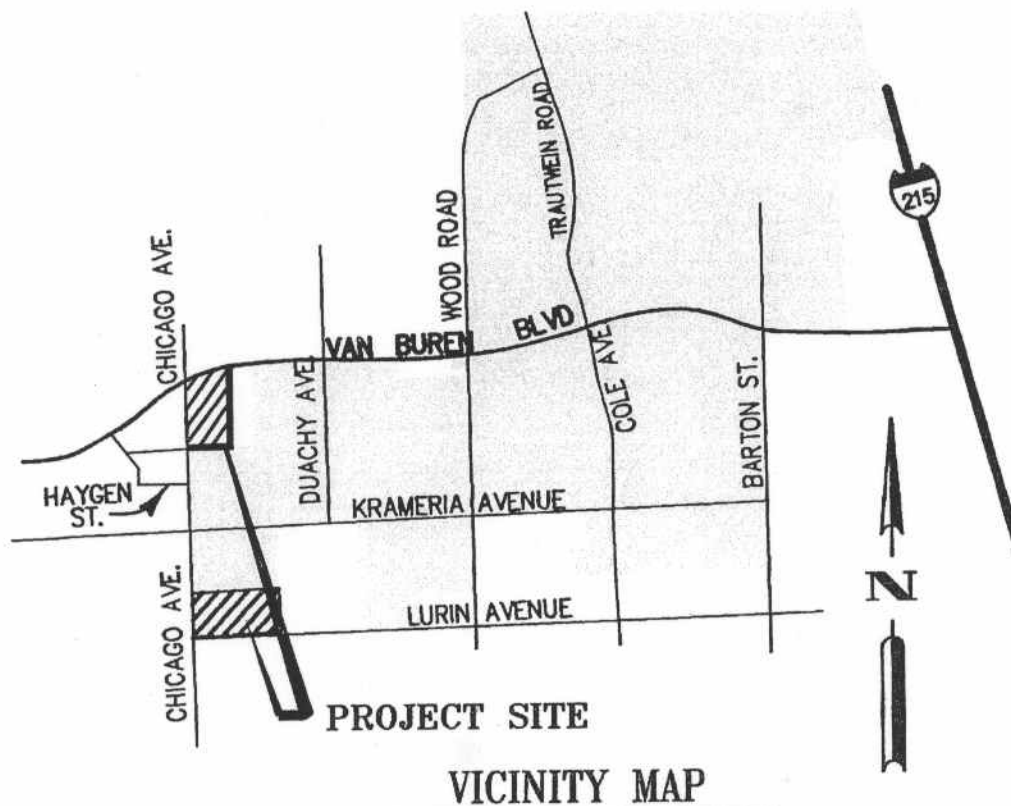 CHICAGO AVE.
WOOD ROAD
TRAUTWEIN ROAD
215
VAN BUREN BLVD
DUACHY AVE.
COLE AVE.
BARTON ST.
HAYGEN
ST.
KRAMERIA AVENUE
CHICAGO AVE.
LURIN AVENUE
N
PROJECT SITE
VICINITY MAP